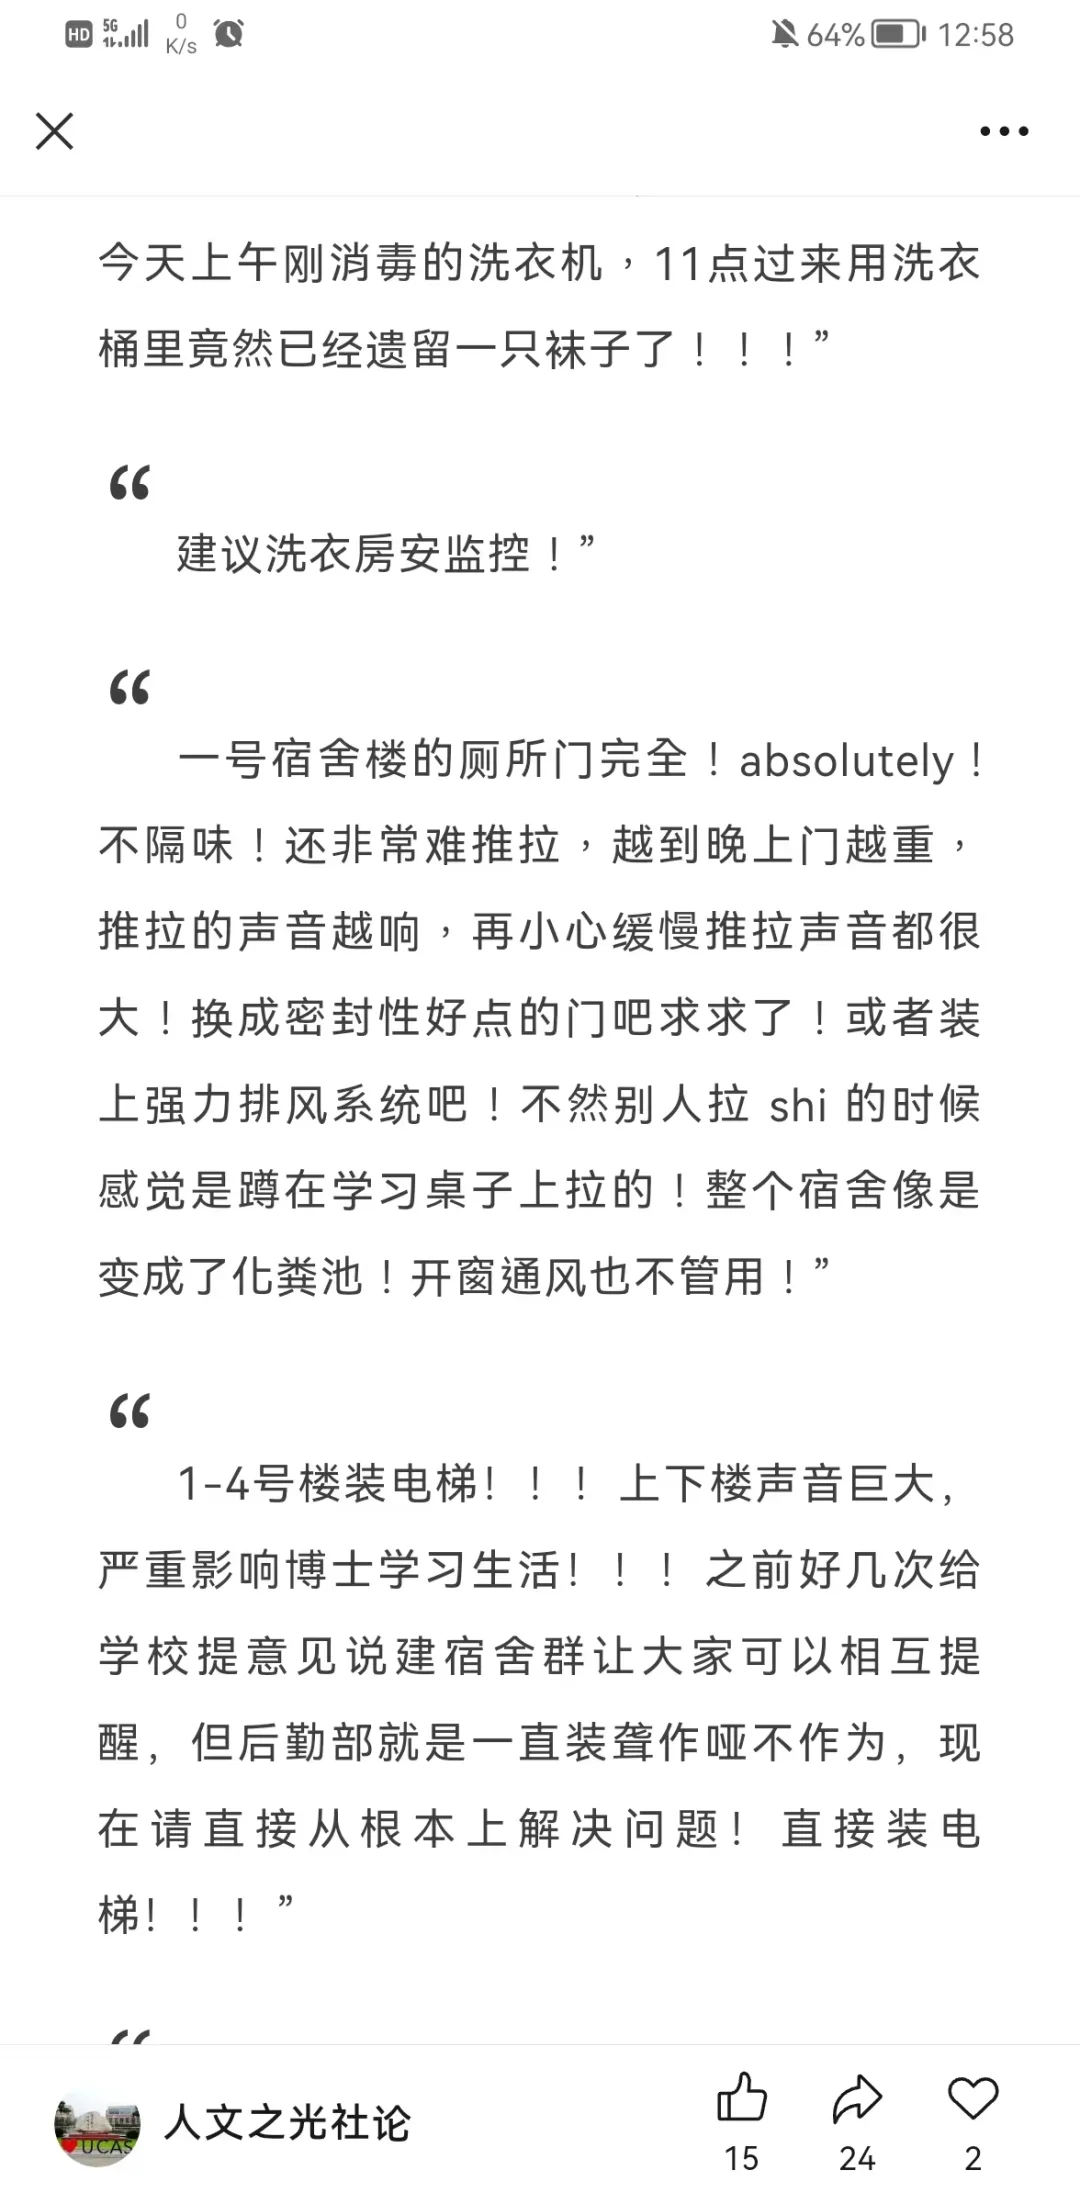 HD 5G 0 K/s 64% 12:58
今天上午刚消毒的洗衣机，11点过来用洗衣
桶里竟然已经遗留一只袜子了！！！”
“
建议洗衣房安监控！”
“
一号宿舍楼的厕所门完全！absolutely！
不隔味！还非常难推拉，越到晚上门越重，
推拉的声音越响，再小心缓慢推拉声音都很
大！换成密封性好点的门吧求求了！或者装
上强力排风系统吧！不然别人拉 shi 的时候
感觉是蹲在学习桌子上拉的！整个宿舍像是
变成了化粪池！开窗通风也不管用！”
“
1-4号楼装电梯！！！上下楼声音巨大，
严重影响博士学习生活！！！之前好几次给
学校提意见说建宿舍群让大家可以相互提
醒，但后勤部就是一直装聋作哑不作为，现
在请直接从根本上解决问题！直接装电
梯！！！”
“
UCAS
人文之光社论
15 24 2